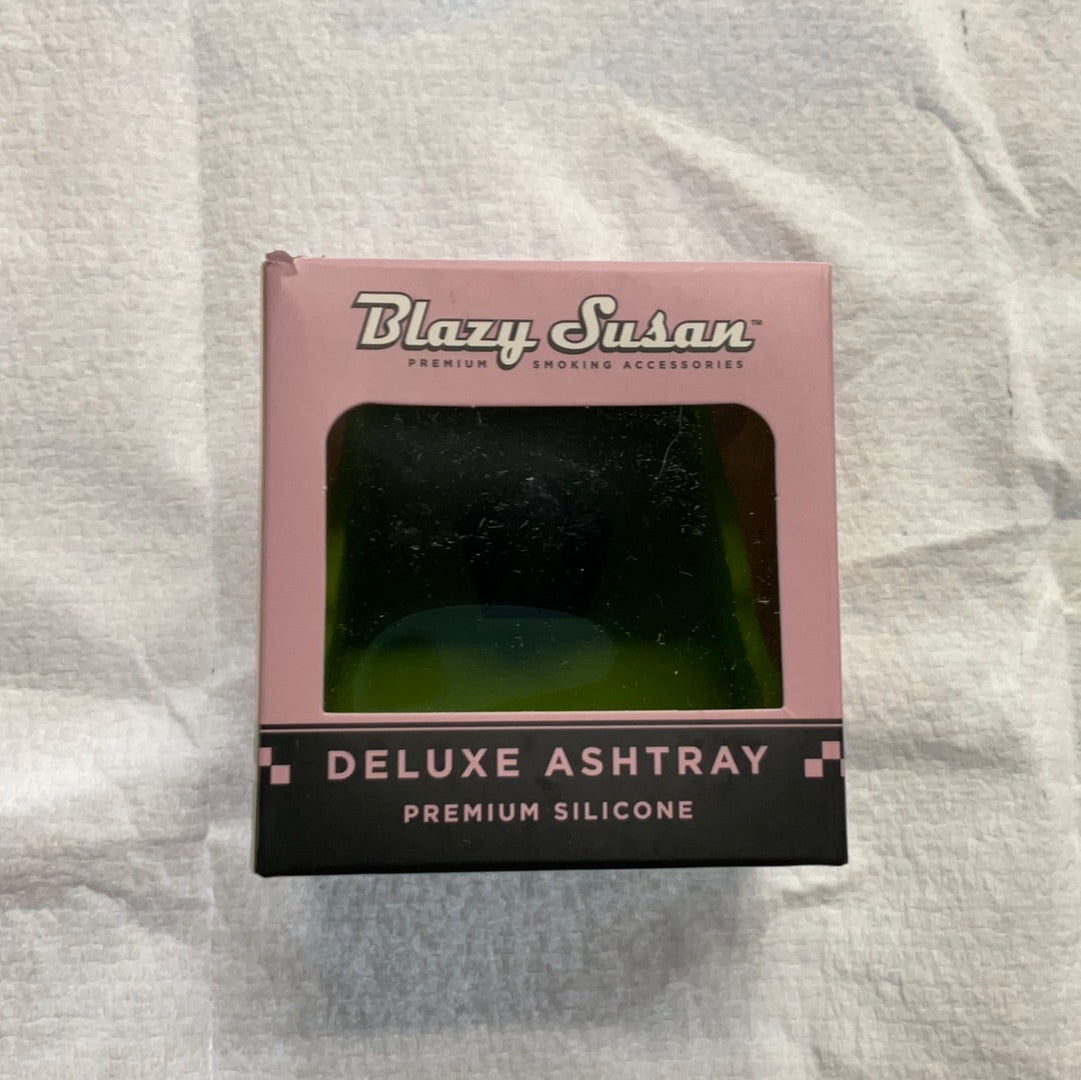 Blazy Susan™
PREMIUM SMOKING ACCESSORIES
DELUXE ASHTRAY
PREMIUM SILICONE